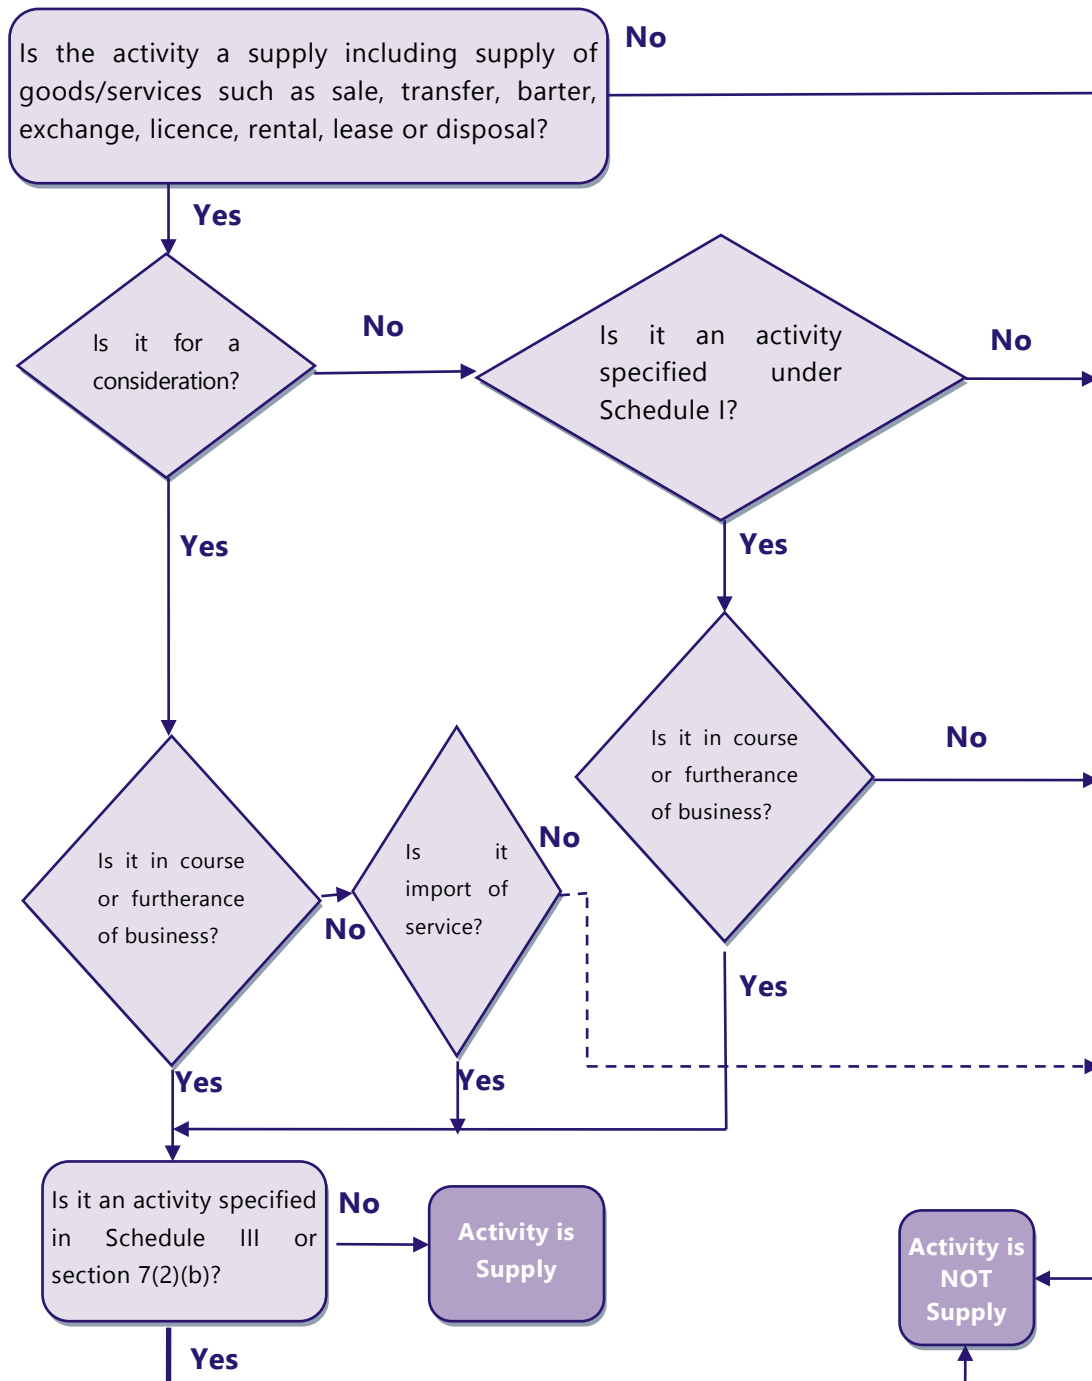 Is the activity a supply including supply of
goods/services such as sale, transfer, barter,
exchange, licence, rental, lease or disposal?
No
Yes
Is it for a
consideration?
No
Is it an activity
specified under
Schedule I?
No
Yes
Yes
Is it in course
or furtherance
of business?
No
Is it in course
or furtherance
of business?
No
Is it
import of
service?
No
Yes
Yes
Yes
Is it an activity specified
in Schedule III or
section 7(2)(b)?
No
Activity is
Supply
Activity is
NOT
Supply
Yes